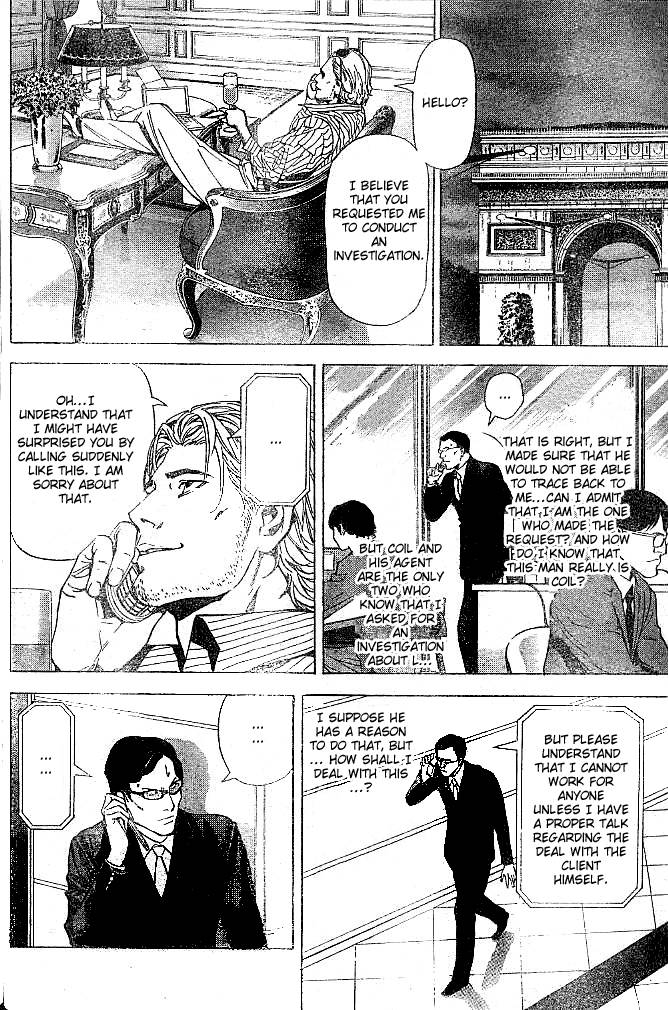 HELLO?
I BELIEVE
THAT YOU
REQUESTED ME
TO CONDUCT
AN
INVESTIGATION.
...
THAT IS RIGHT, BUT I
MADE SURE THAT HE
WOULD NOT BE ABLE
TO TRACE BACK TO
ME...CAN I ADMIT
THAT I AM THE ONE
WHO MADE THE
REQUEST? AND HOW
DO I KNOW THAT
THIS MAN REALLY IS
COIL?
BUT COIL AND
HIS AGENT
ARE THE ONLY
TWO WHO
KNOW THAT I
ASKED FOR
AN
INVESTIGATION
ABOUT L...
...
OH...I
UNDERSTAND THAT
I MIGHT HAVE
SURPRISED YOU BY
CALLING SUDDENLY
LIKE THIS. I AM
SORRY ABOUT
THAT.
BUT PLEASE
UNDERSTAND
THAT I CANNOT
WORK FOR
ANYONE
UNLESS I HAVE
A PROPER TALK
REGARDING THE
DEAL WITH THE
CLIENT
HIMSELF.
I SUPPOSE HE
HAS A REASON
TO DO THAT, BUT
... HOW SHALL I
DEAL WITH THIS
...?
...
...
...
...